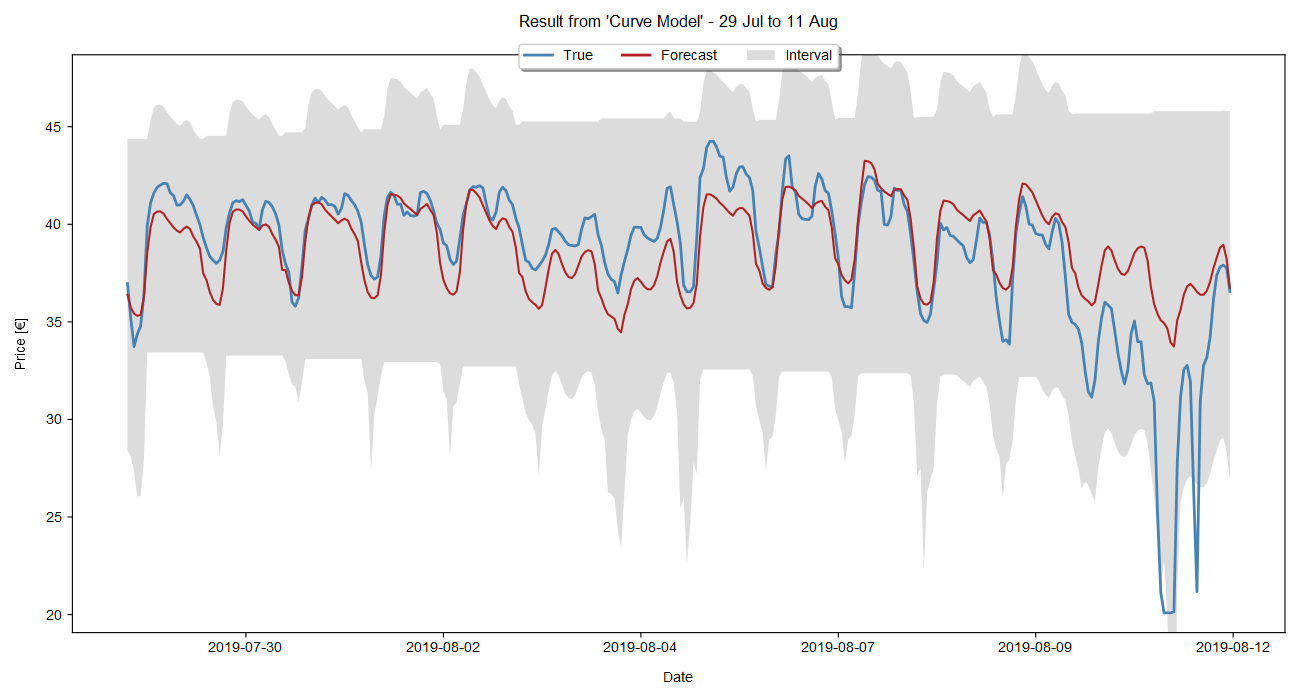 Result from 'Curve Model' - 29 Jul to 11 Aug
True Forecast Interval
45
40
35
30
25
20
Price [€]
2019-07-30 2019-08-02 2019-08-04 2019-08-07 2019-08-09 2019-08-12
Date